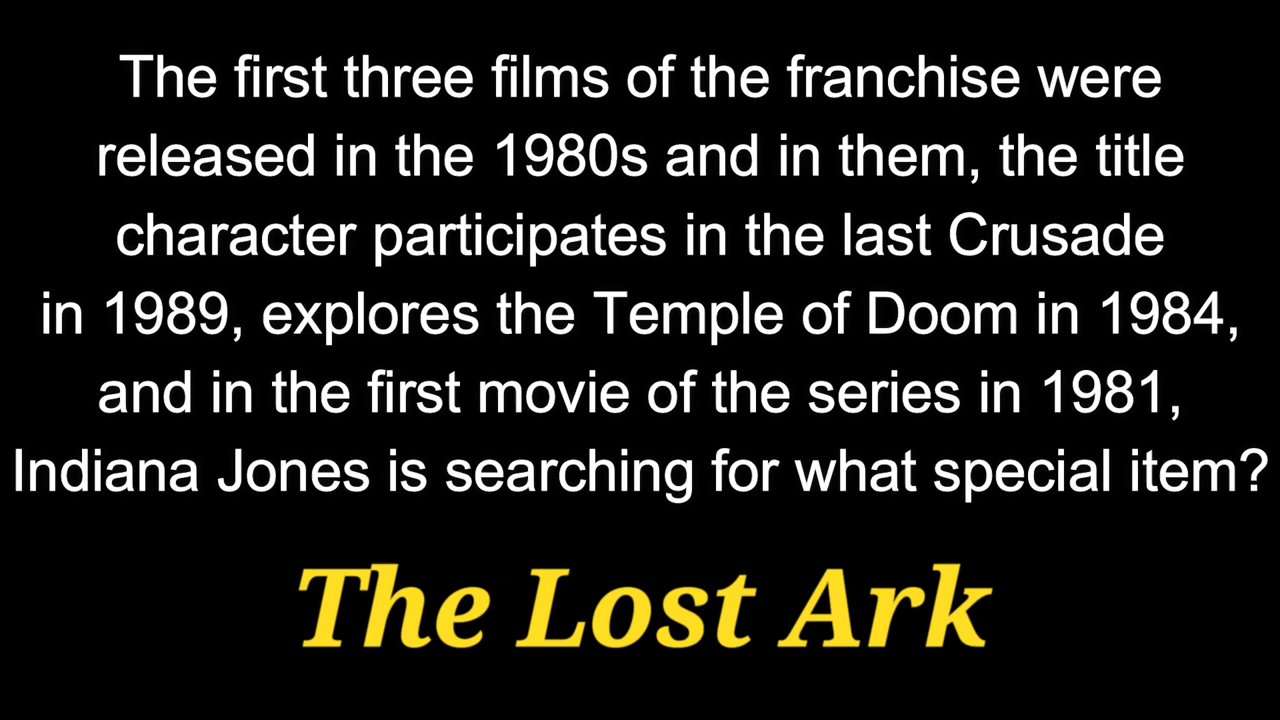 The first three films of the franchise were
released in the 1980s and in them, the title
character participates in the last Crusade
in 1989, explores the Temple of Doom in 1984,
and in the first movie of the series in 1981,
Indiana Jones is searching for what special item?
The Lost Ark